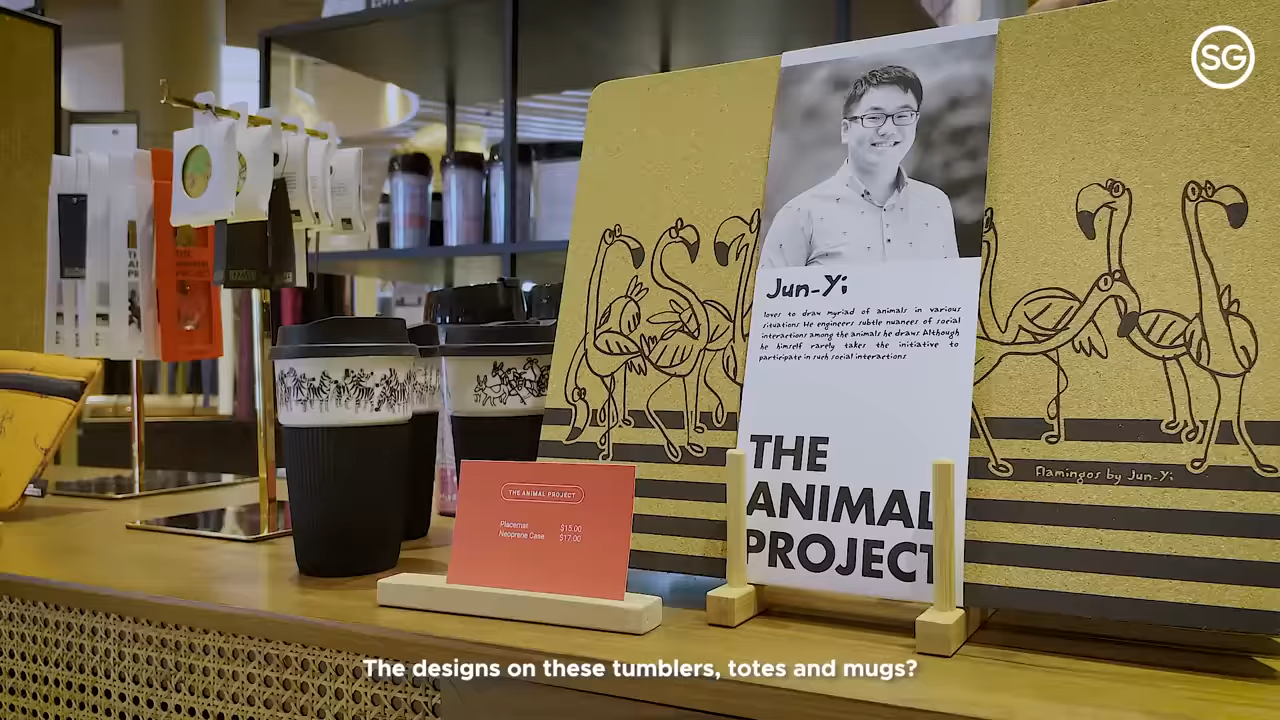 SG
Jun-Yi
loves to draw myriad of animals in various
situations. He engineers subtle nuances of social
interactions among the animals he draws. Although
he himself rarely takes the initiative to
participate in such social interactions
THE
ANIMAL
PROJECT
Flamingos by Jun-Yi
THE ANIMAL PROJECT
Placemat $15.00
Neoprene Case $17.00
The designs on these tumblers, totes and mugs?